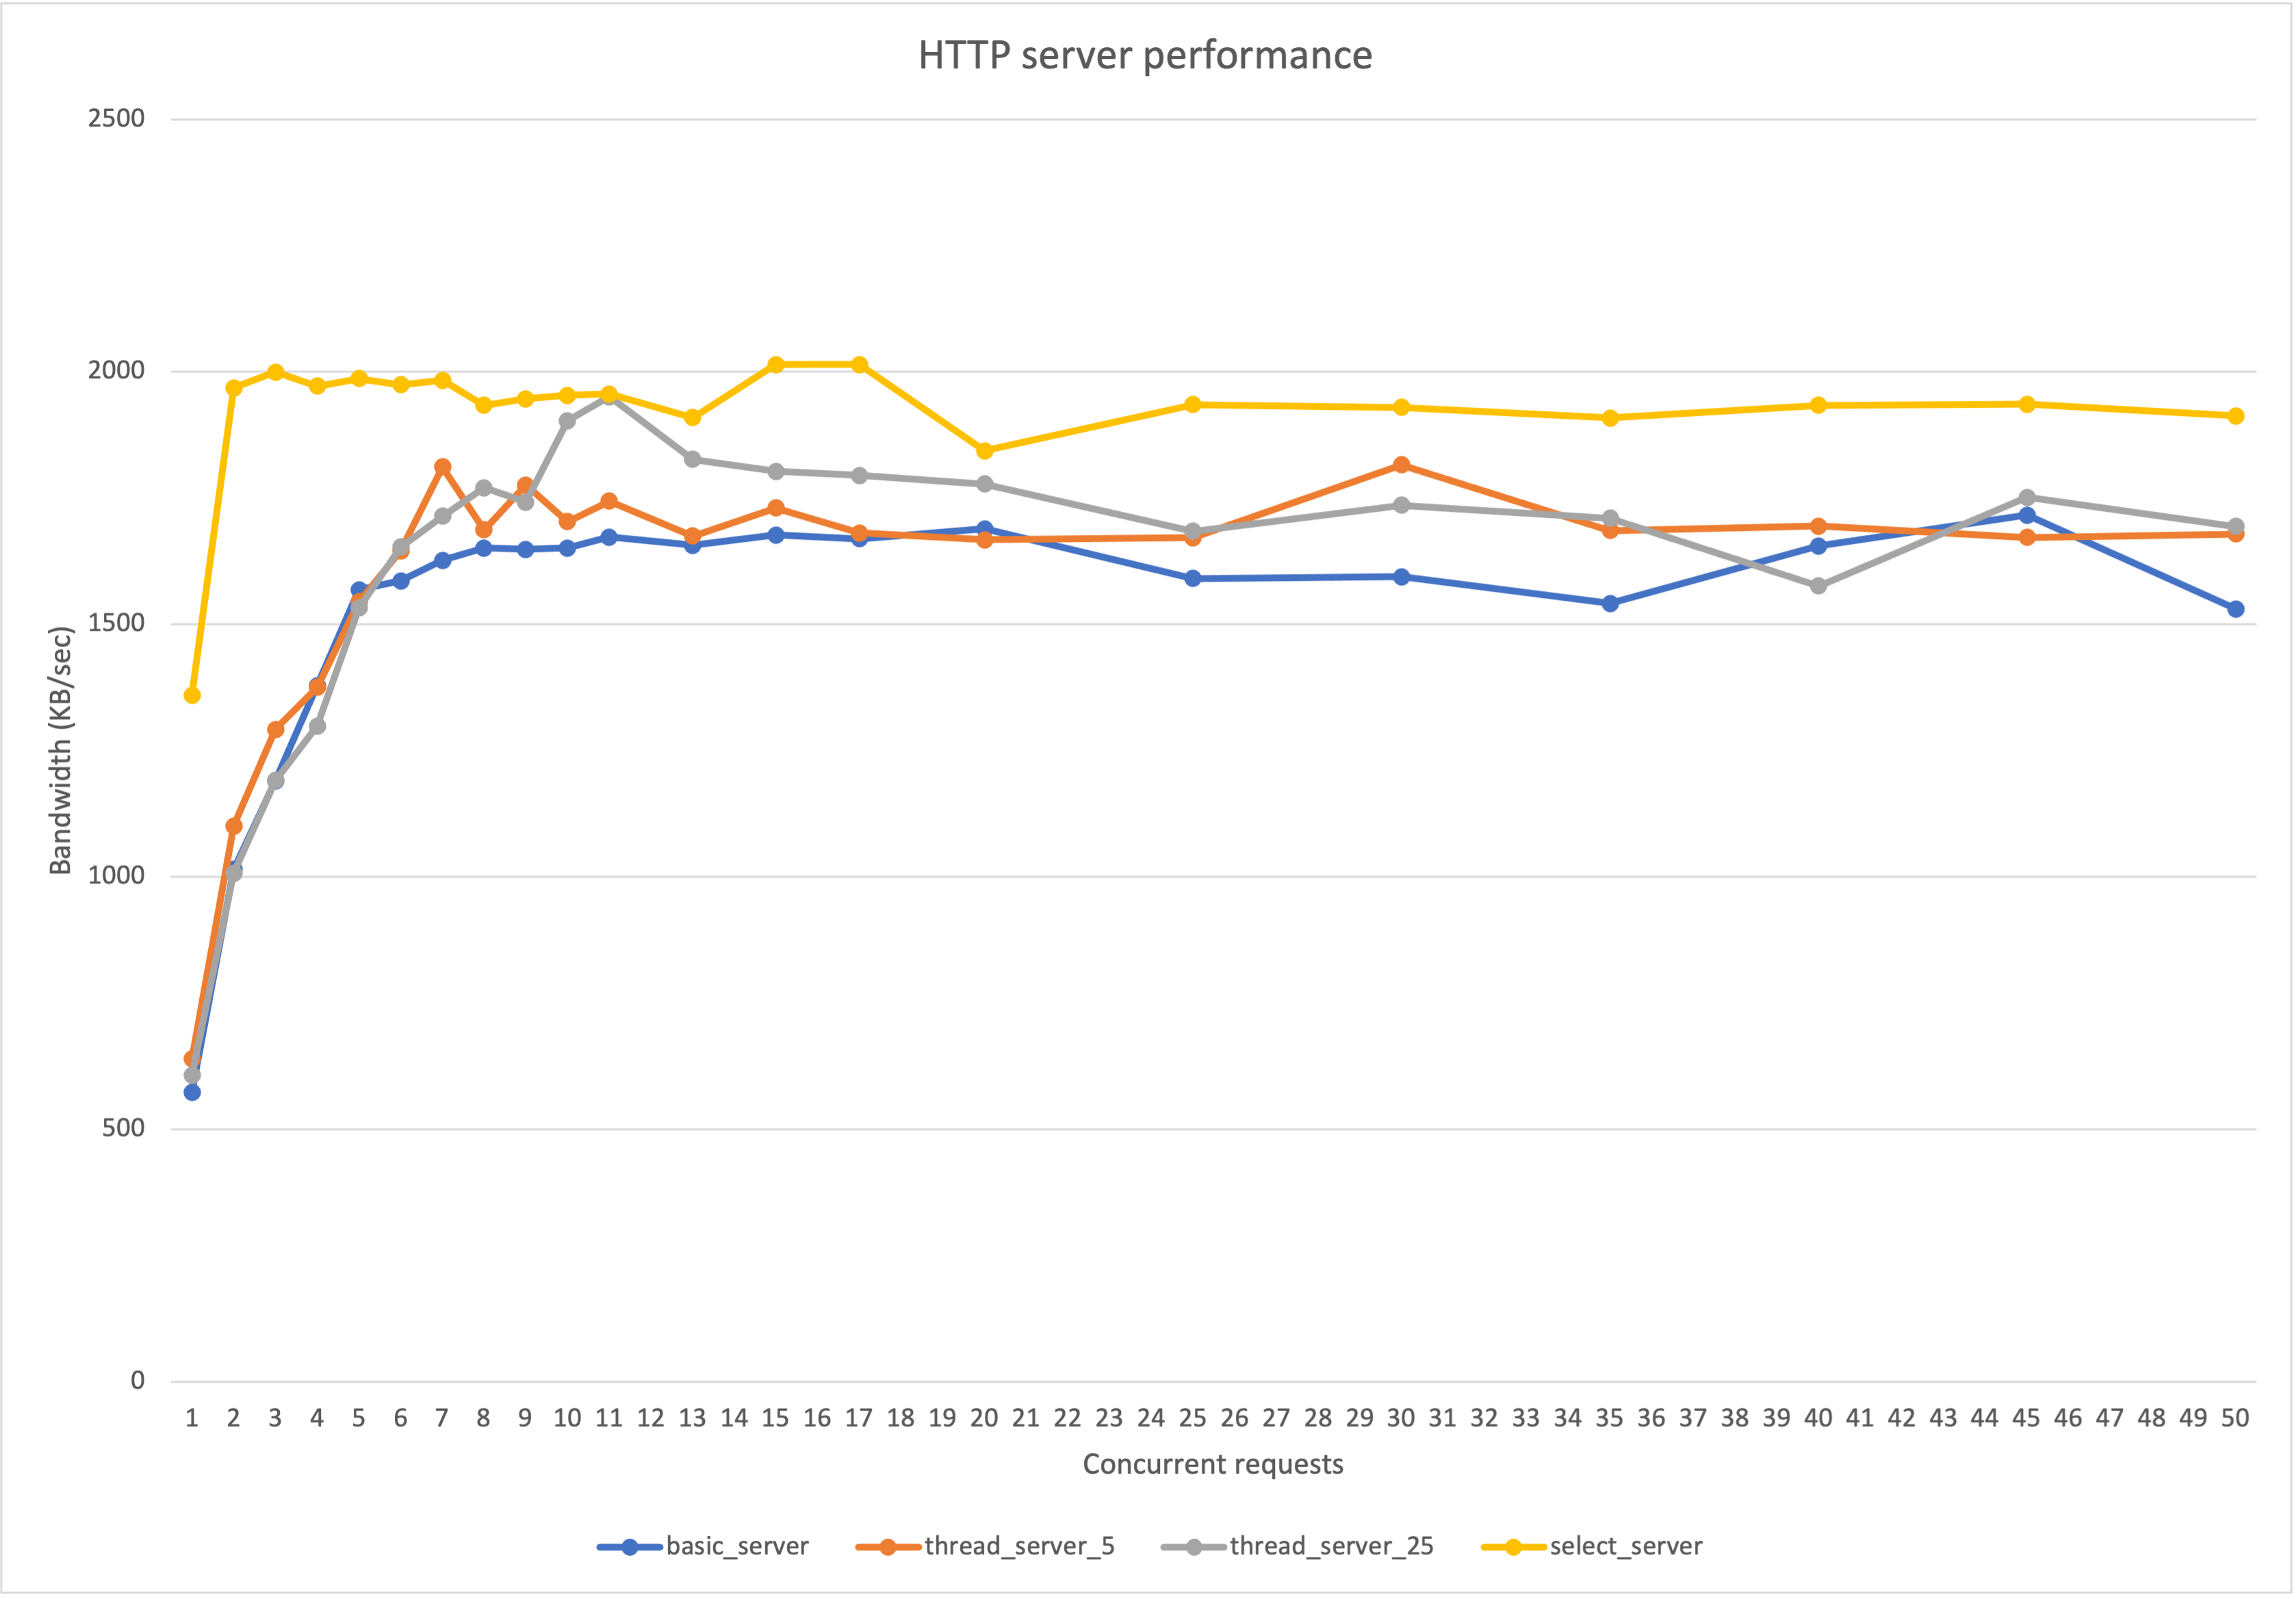 HTTP server performance
2500
2000
1500
1000
500
0
Bandwidth (KB/sec)
1 2 3 4 5 6 7 8 9 10 11 12 13 14 15 16 17 18 19 20 21 22 23 24 25 26 27 28 29 30 31 32 33 34 35 36 37 38 39 40 41 42 43 44 45 46 47 48 49 50
Concurrent requests
basic_server thread_server_5 thread_server_25 select_server